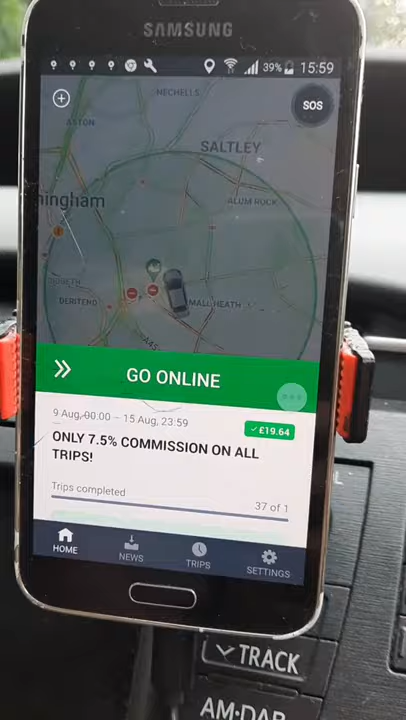 SAMSUNG
39% 15:59
NECHELLS
SOS
ASTON
SALTLEY
ningham
ALUM ROCK
DERITEND
SMALL HEATH
A45
GO ONLINE
9 Aug, 00:00 – 15 Aug, 23:59
£19.64
ONLY 7.5% COMMISSION ON ALL
TRIPS!
Trips completed
37 of 1
HOME
NEWS
TRIPS
SETTINGS
TRACK
AM·DAB